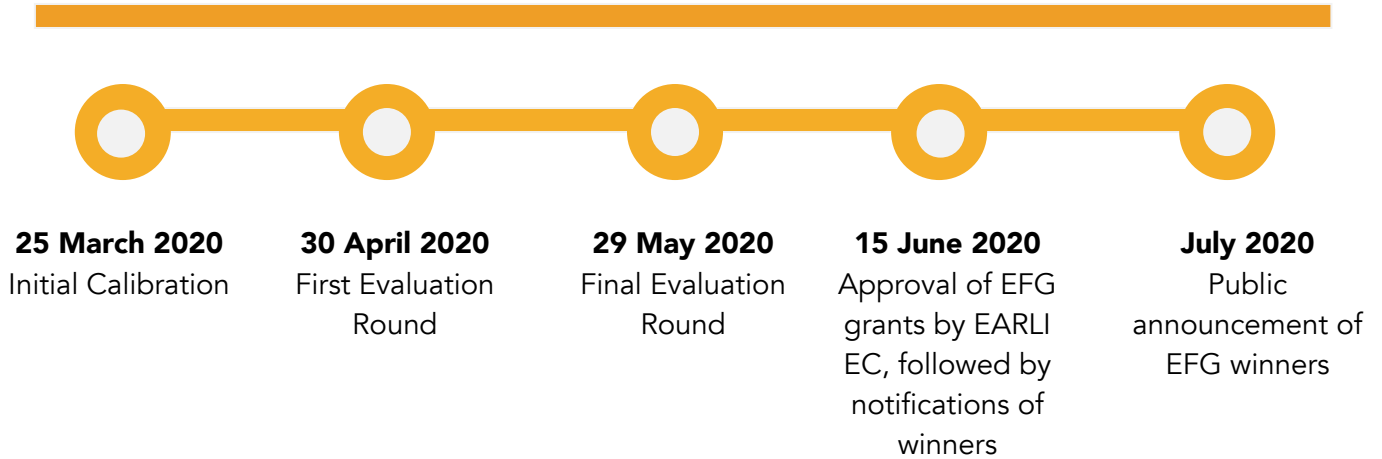 25 March 2020
Initial Calibration
30 April 2020
First Evaluation
Round
29 May 2020
Final Evaluation
Round
15 June 2020
Approval of EFG
grants by EARLI
EC, followed by
notifications of
winners
July 2020
Public
announcement of
EFG winners